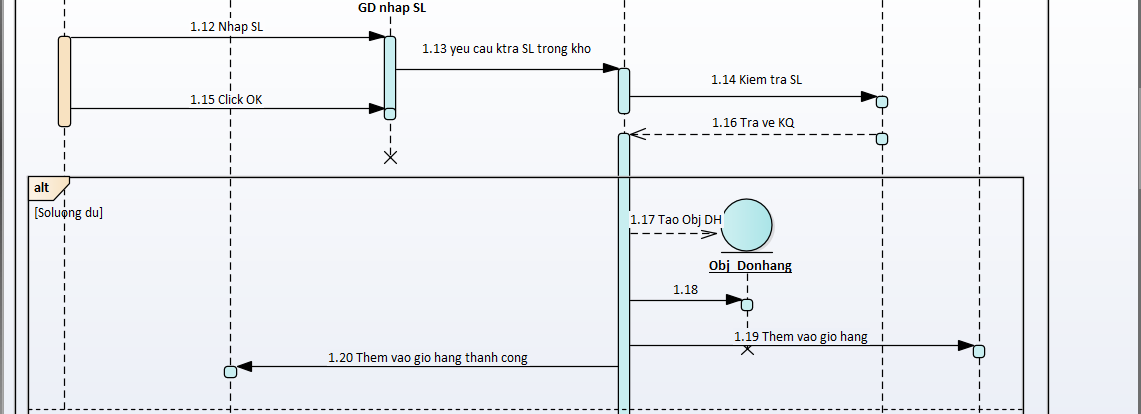 GD nhap SL
1.12 Nhap SL
1.13 yeu cau ktra SL trong kho
1.14 Kiem tra SL
1.15 Click OK
1.16 Tra ve KQ
alt
[Soluong du]
1.17 Tao Obj DH
Obj_Donhang
1.18
1.19 Them vao gio hang
1.20 Them vao gio hang thanh cong